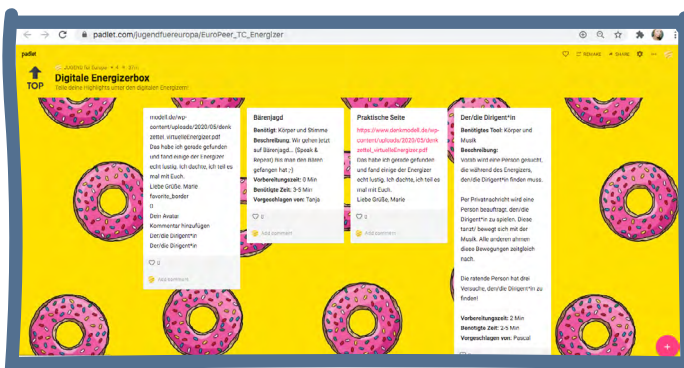 padlet.com/jugendfuereuropa/EuroPeer_TC_Energizer
padlet
JUGEND für Europa
REMAKE
SHARE
TOP
Digitale Energizerbox
Teile deine Highlights unter den digitalen Energizern!
modell.de/wp-
content/uploads/2020/05/denk
zettel_virtuelleEnergizer.pdf
Das habe ich gerade gefunden
und fand einige der Energizer
echt lustig. Ich dachte, ich teil es
mal mit Euch.
Liebe Grüße, Marie
favorite_border
Dein Avatar
Kommentar hinzufügen
Den/die Dirigent*in
Den/die Dirigent*in
0
Add comment
Bärenjagd
Benötigt: Körper und Stimme
Beschreibung: Wir gehen jetzt
auf Bärenjagd... (Speak &
Repeat) bis man den Bären
gefangen hat ;)
Vorbereitungszeit: 0 Min
Benötigte Zeit: 3-5 Min
Vorgeschlagen von: Tanja
0
Add comment
Praktische Seite
https://www.denkmodell.de/wp-
content/uploads/2020/05/denk
zettel_virtuelleEnergizer.pdf
Das habe ich gerade gefunden
und fand einige der Energizer
echt lustig. Ich dachte, ich teil es
mal mit Euch.
Liebe Grüße, Marie
0
Add comment
Den/die Dirigent*in
Benötigtes Tool: Körper und
Musik
Beschreibung:
Vorab wird eine Person gesucht,
die während des Energizers,
den/die Dirigent*in finden muss.
Per Privatnachricht wird eine
Person beauftragt, den/die
Dirigent*in zu spielen. Diese
tanzt/ bewegt sich mit der
Musik. Alle anderen ahmen
diese Bewegungen zeitgleich
nach.
Die ratende Person hat drei
Versuche, den/die Dirigent*in zu
finden!
Vorbereitungszeit: 2 Min
Benötigte Zeit: 2-5 Min
Vorgeschlagen von: Pascal